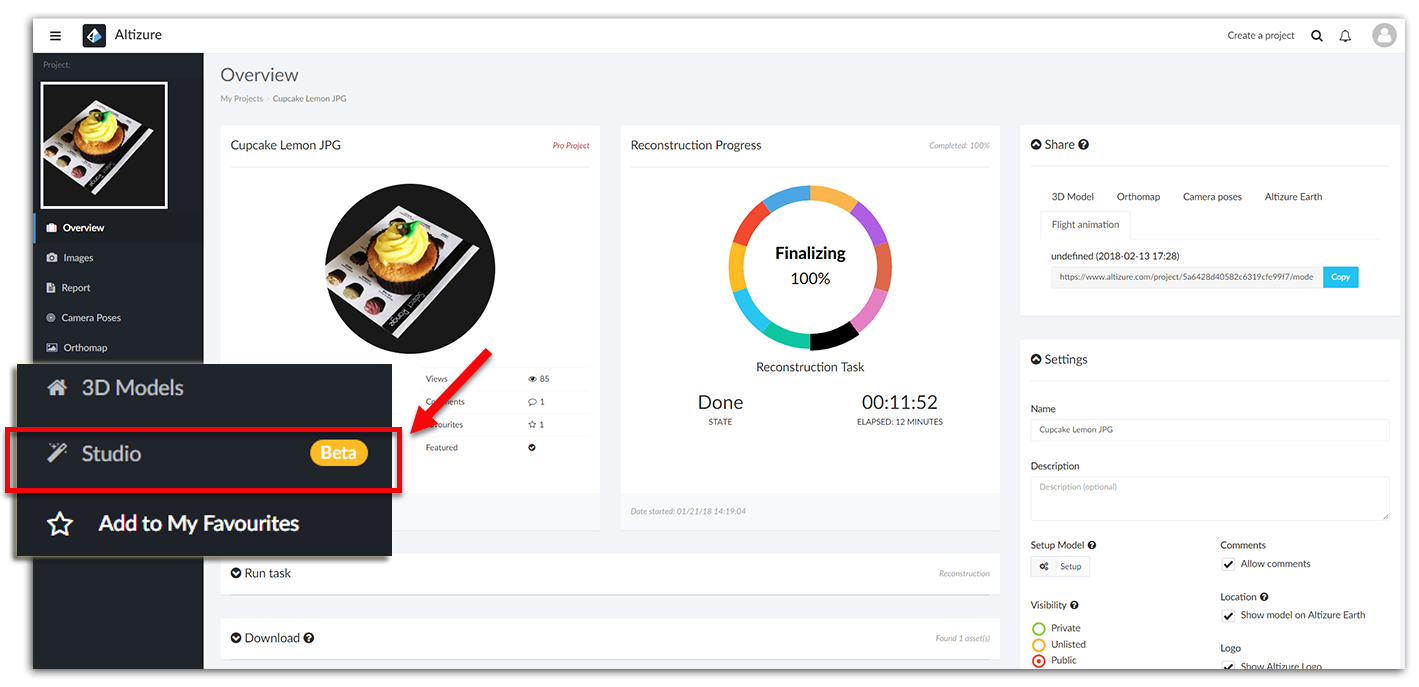 Altizure
Create a project
Project:
Overview
Images
Report
Camera Poses
Orthomap
3D Models
Studio
Beta
Add to My Favourites
Overview
My Projects › Cupcake Lemon JPG
Cupcake Lemon JPG
Pro Project
Views
85
1
1
Featured
Reconstruction Progress
Completed: 100%
Finalizing
100%
Reconstruction Task
Done
STATE
00:11:52
ELAPSED: 12 MINUTES
Date started: 01/21/18 14:19:04
Run task
Reconstruction
Download
Found 1 asset(s)
Share
3D Model
Orthomap
Camera poses
Altizure Earth
Flight animation
undefined (2018-02-13 17:28)
https://www.altizure.com/project/5a6428d40582c6319cfe99f7/mode
Copy
Settings
Name
Cupcake Lemon JPG
Description
Description (optional)
Setup Model
Setup
Visibility
Private
Unlisted
Public
Comments
Allow comments
Location
Show model on Altizure Earth
Logo
Show Altizure Logo